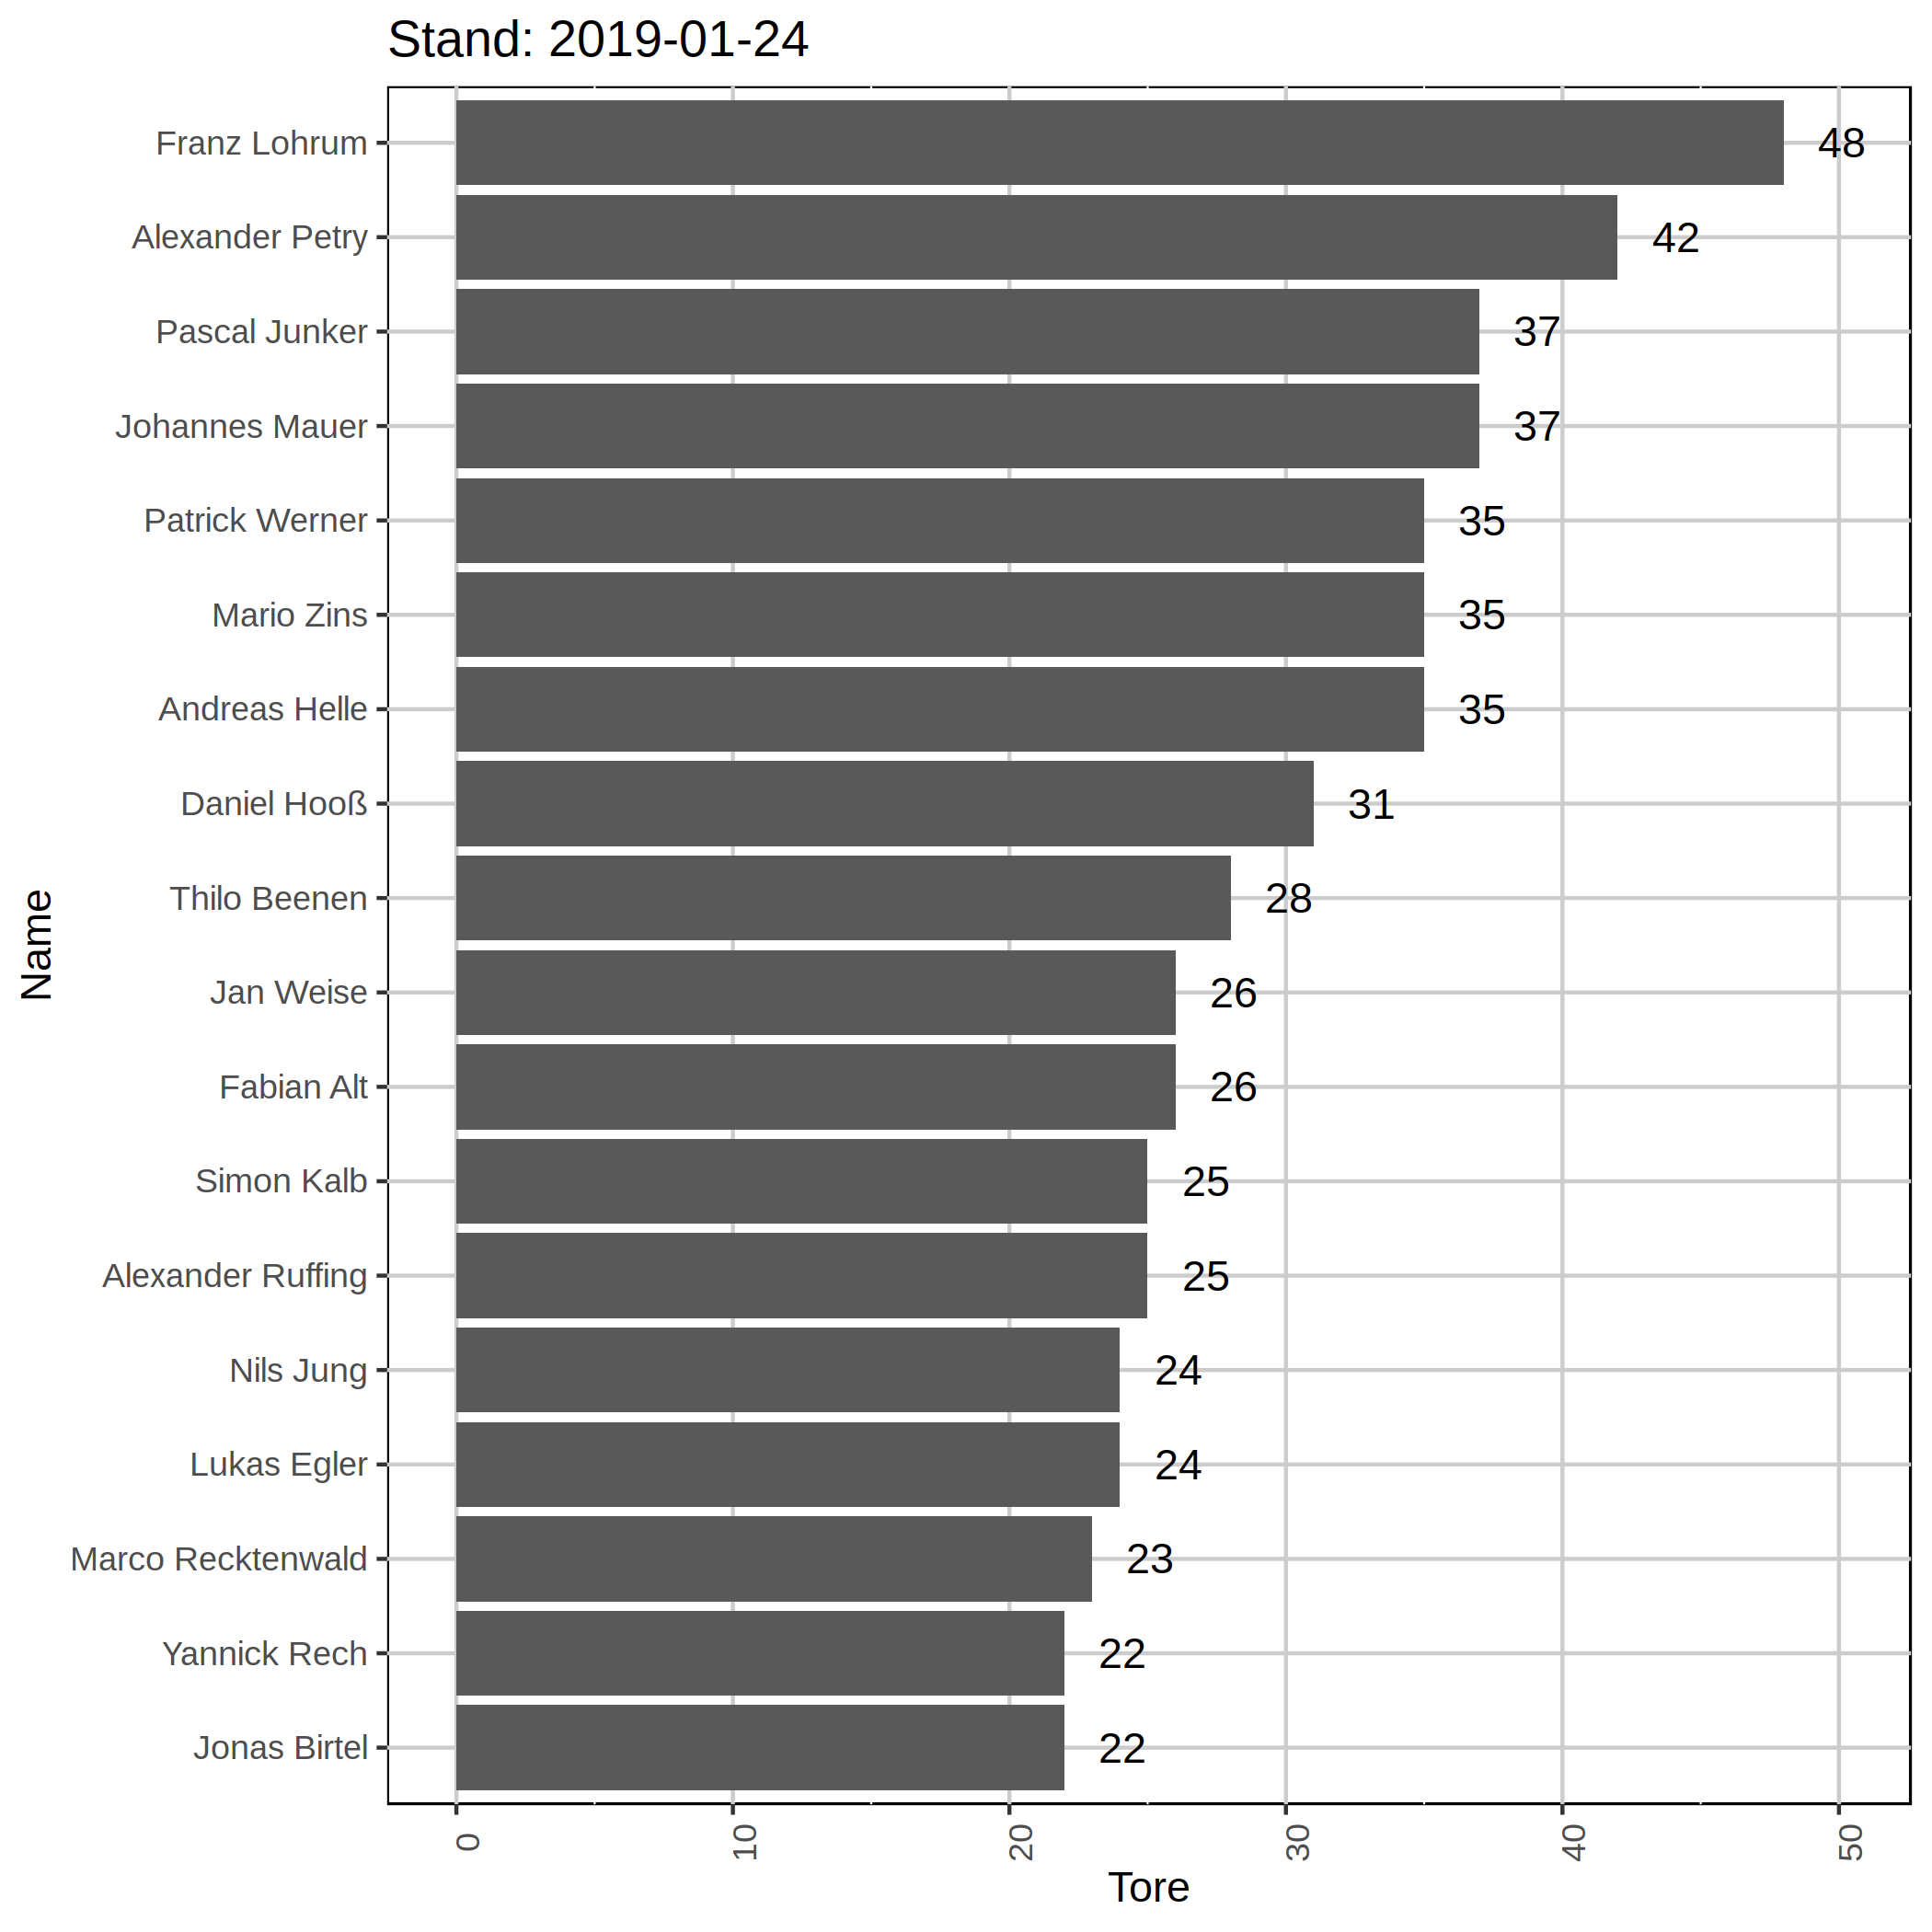 Stand: 2019-01-24
Franz Lohrum 48
Alexander Petry 42
Pascal Junker 37
Johannes Mauer 37
Patrick Werner 35
Mario Zins 35
Andreas Helle 35
Daniel Hooß 31
Thilo Beenen 28
Jan Weise 26
Fabian Alt 26
Simon Kalb 25
Alexander Ruffing 25
Nils Jung 24
Lukas Egler 24
Marco Recktenwald 23
Yannick Rech 22
Jonas Birtel 22
Name
0 10 20 30 40 50
Tore